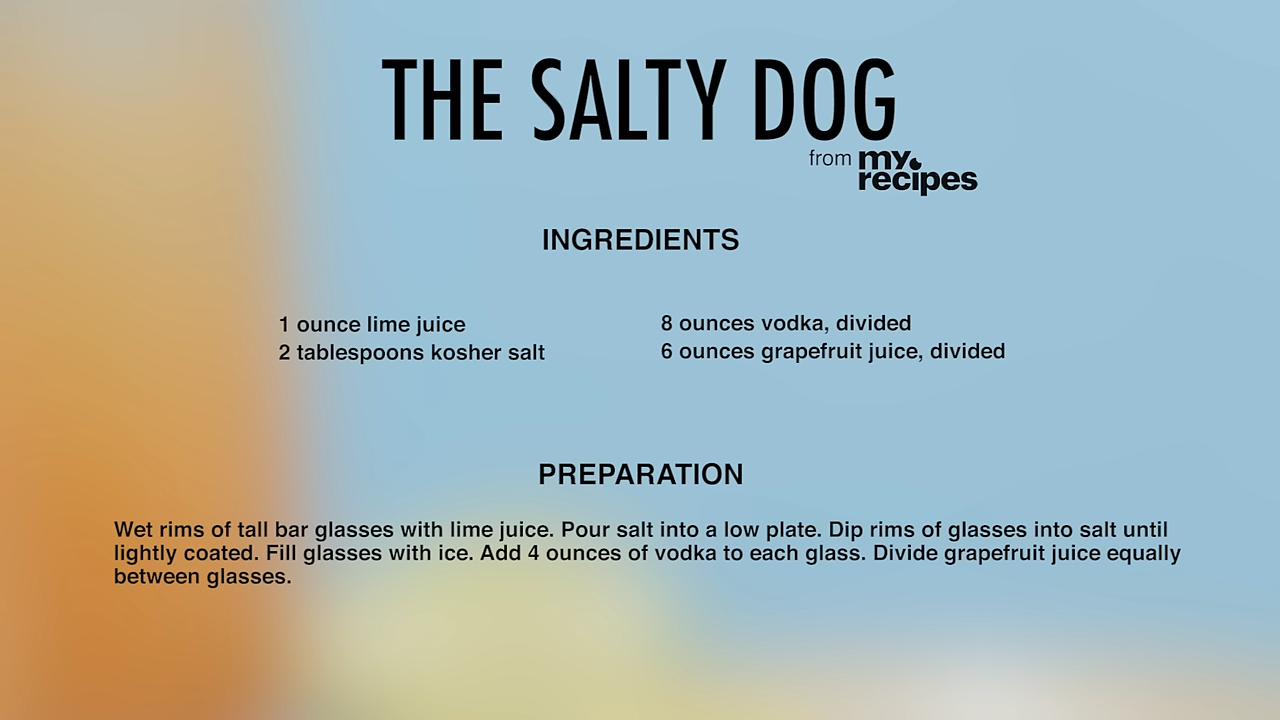 THE SALTY DOG
from my recipes
INGREDIENTS
1 ounce lime juice
2 tablespoons kosher salt
8 ounces vodka, divided
6 ounces grapefruit juice, divided
PREPARATION
Wet rims of tall bar glasses with lime juice. Pour salt into a low plate. Dip rims of glasses into salt until
lightly coated. Fill glasses with ice. Add 4 ounces of vodka to each glass. Divide grapefruit juice equally
between glasses.